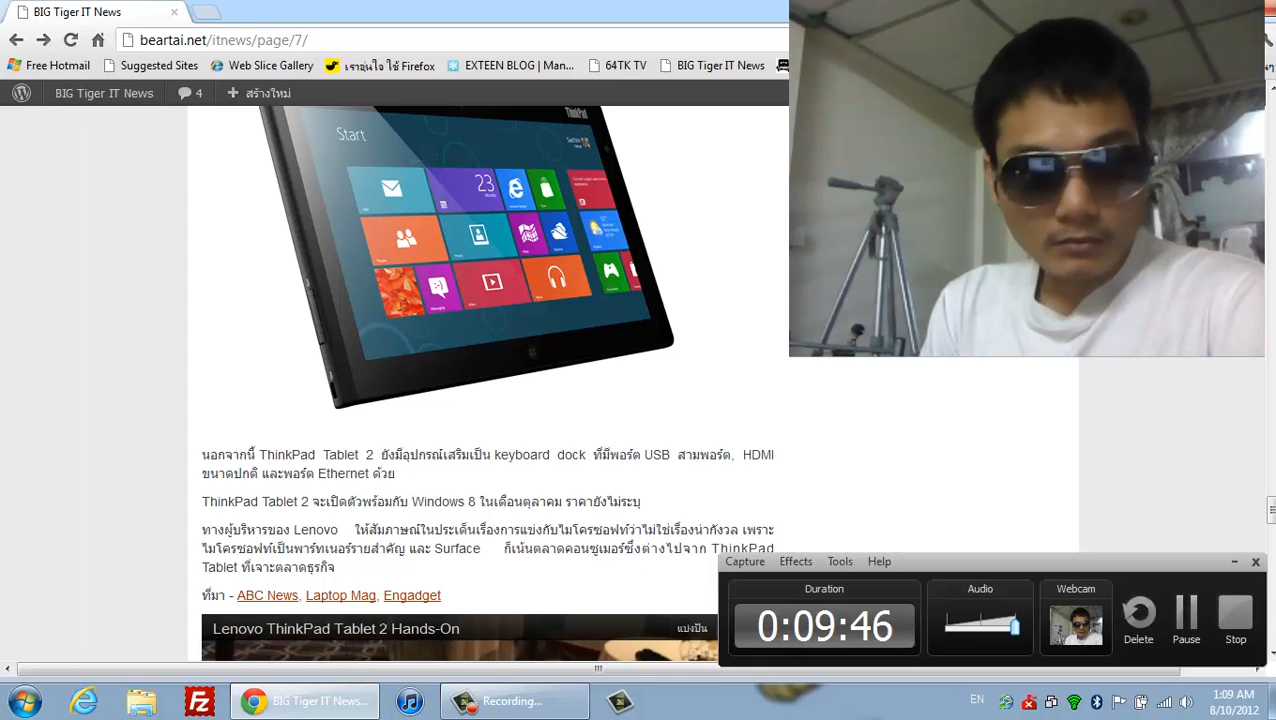 BIG Tiger IT News
beartai.net/itnews/page/7/
Free Hotmail Suggested Sites Web Slice Gallery เราอุ่นใจ ใช้ Firefox EXTEEN BLOG | Man... 64TK TV BIG Tiger IT News
BIG Tiger IT News 4 + สร้างใหม่
ThinkPad
Start
23
นอกจากนี้ ThinkPad Tablet 2 ยังมีอุปกรณ์เสริมเป็น keyboard dock ที่มีพอร์ต USB สามพอร์ต, HDMI
ขนาดปกติ และพอร์ต Ethernet ด้วย
ThinkPad Tablet 2 จะเปิดตัวพร้อมกับ Windows 8 ในเดือนตุลาคม ราคายังไม่ระบุ
ทางผู้บริหารของ Lenovo ให้สัมภาษณ์ในประเด็นเรื่องการแข่งกับไมโครซอฟท์ว่าไม่ใช่เรื่องน่ากังวล เพราะ
ไมโครซอฟท์เป็นพาร์ทเนอร์รายสำคัญ และ Surface ก็เน้นตลาดคอนซูเมอร์ซึ่งต่างไปจาก ThinkPad
Tablet ที่เจาะตลาดธุรกิจ
ที่มา - ABC News, Laptop Mag, Engadget
Lenovo ThinkPad Tablet 2 Hands-On แบ่งปัน
Capture Effects Tools Help
Duration Audio Webcam
0:09:46
Delete Pause Stop
BIG Tiger IT News... Recording... EN
1:09 AM
8/10/2012